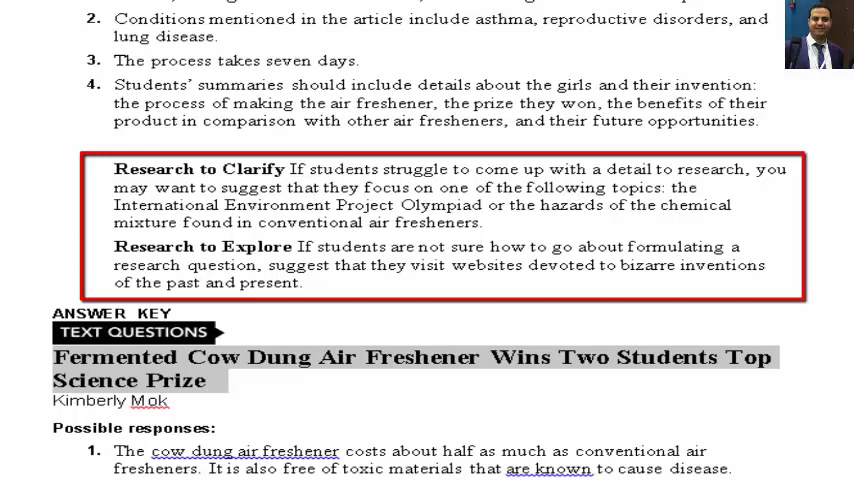 2. Conditions mentioned in the article include asthma, reproductive disorders, and
lung disease.
3. The process takes seven days.
4. Students' summaries should include details about the girls and their invention:
the process of making the air freshener, the prize they won, the benefits of their
product in comparison with other air fresheners, and their future opportunities.
Research to Clarify If students struggle to come up with a detail to research, you
may want to suggest that they focus on one of the following topics: the
International Environment Project Olympiad or the hazards of the chemical
mixture found in conventional air fresheners.
Research to Explore If students are not sure how to go about formulating a
research question, suggest that they visit websites devoted to bizarre inventions
of the past and present.
ANSWER KEY
TEXT QUESTIONS
Fermented Cow Dung Air Freshener Wins Two Students Top
Science Prize
Kimberly Mok
Possible responses:
1. The cow dung air freshener costs about half as much as conventional air
fresheners. It is also free of toxic materials that are known to cause disease.